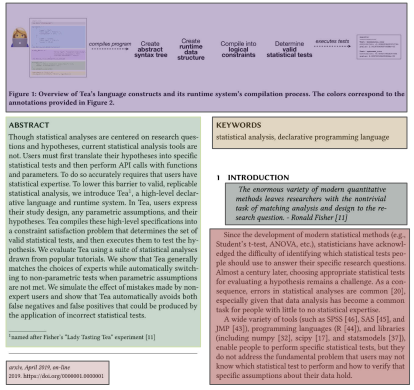 compiles program
Create
abstract
syntax tree
Create
runtime
data
structure
Compile into
logical
constraints
Determine
valid
statistical tests
executes tests
Figure 1: Overview of Tea's language constructs and its runtime system's compilation process. The colors correspond to the
annotations provided in Figure 2.
ABSTRACT
Though statistical analyses are centered on research ques-
tions and hypotheses, current statistical analysis tools are
not. Users must first translate their hypotheses into specific
statistical tests and then perform API calls with functions
and parameters. To do so accurately requires that users have
statistical expertise. To lower this barrier to valid, replicable
statistical analysis, we introduce Tea¹, a high-level declar-
ative language and runtime system. In Tea, users express
their study design, any parametric assumptions, and their
hypotheses. Tea compiles these high-level specifications into
a constraint satisfaction problem that determines the set of
valid statistical tests, and then executes them to test the hy-
pothesis. We evaluate Tea using a suite of statistical analyses
drawn from popular tutorials. We show that Tea generally
matches the choices of experts while automatically switch-
ing to non-parametric tests when parametric assumptions
are not met. We simulate the effect of mistakes made by non-
expert users and show that Tea automatically avoids both
false negatives and false positives that could be produced by
the application of incorrect statistical tests.
¹named after Fisher's "Lady Tasting Tea" experiment [11]
arxiv, April 2019, on-line
2019. https://doi.org/0000001.0000001
KEYWORDS
statistical analysis, declarative programming language
1 INTRODUCTION
The enormous variety of modern quantitative
methods leaves researchers with the nontrivial
task of matching analysis and design to the re-
search question. - Ronald Fisher [11]
Since the development of modern statistical methods (e.g.,
Student's t-test, ANOVA, etc.), statisticians have acknowl-
edged the difficulty of identifying which statistical tests peo-
ple should use to answer their specific research questions.
Almost a century later, choosing appropriate statistical tests
for evaluating a hypothesis remains a challenge. As a con-
sequence, errors in statistical analyses are common [20],
especially given that data analysis has become a common
task for people with little to no statistical expertise.
A wide variety of tools (such as SPSS [46], SAS [45], and
JMP [43]), programming languages (R [44]), and libraries
(including numpy [32], scipy [17], and statsmodels [37]),
enable people to perform specific statistical tests, but they
do not address the fundamental problem that users may not
know which statistical test to perform and how to verify that
specific assumptions about their data hold.